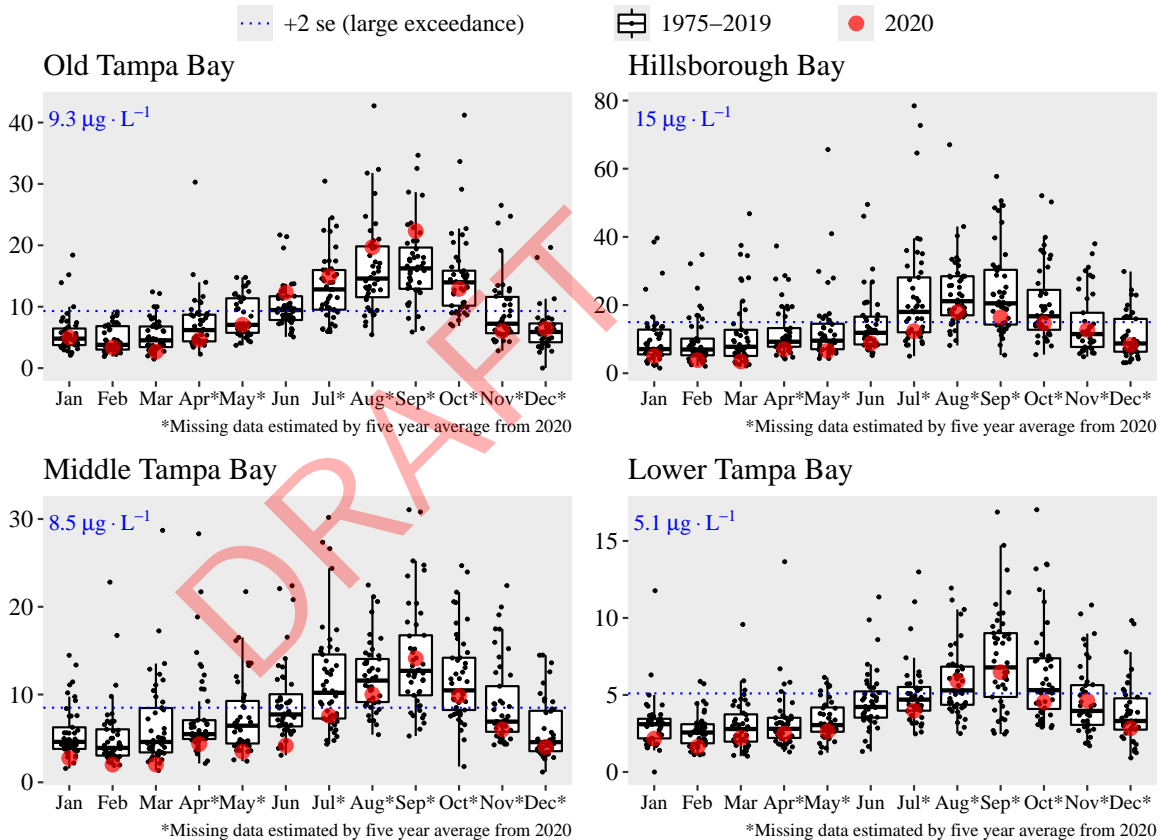 +2 se (large exceedance) 1975–2019 2020
Old Tampa Bay
9.3 μg · L⁻¹
40
30
20
10
0
Jan Feb Mar Apr* May* Jun Jul* Aug* Sep* Oct* Nov* Dec*
*Missing data estimated by five year average from 2020
Hillsborough Bay
15 μg · L⁻¹
80
60
40
20
0
Jan Feb Mar Apr* May* Jun Jul* Aug* Sep* Oct* Nov* Dec*
*Missing data estimated by five year average from 2020
DRAFT
Middle Tampa Bay
8.5 μg · L⁻¹
30
20
10
0
Jan Feb Mar Apr* May* Jun Jul* Aug* Sep* Oct* Nov* Dec*
*Missing data estimated by five year average from 2020
Lower Tampa Bay
5.1 μg · L⁻¹
15
10
5
0
Jan Feb Mar Apr* May* Jun Jul* Aug* Sep* Oct* Nov* Dec*
*Missing data estimated by five year average from 2020